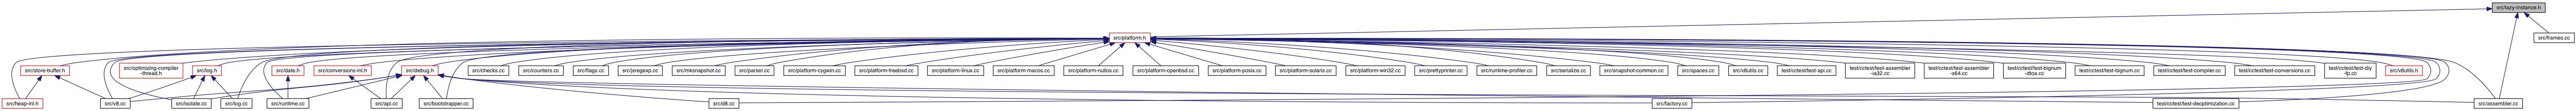 src/lazy-instance.h
src/platform.h
src/frames.cc
src/store-buffer.h
src/optimizing-compiler
-thread.h
src/log.h
src/date.h
src/conversions-inl.h
src/debug.h
src/checks.cc
src/counters.cc
src/flags.cc
src/jsregexp.cc
src/mksnapshot.cc
src/parser.cc
src/platform-cygwin.cc
src/platform-freebsd.cc
src/platform-linux.cc
src/platform-macos.cc
src/platform-nullos.cc
src/platform-openbsd.cc
src/platform-posix.cc
src/platform-solaris.cc
src/platform-win32.cc
src/prettyprinter.cc
src/runtime-profiler.cc
src/serialize.cc
src/snapshot-common.cc
src/spaces.cc
src/v8utils.cc
test/cctest/test-api.cc
test/cctest/test-assembler
-ia32.cc
test/cctest/test-assembler
-x64.cc
test/cctest/test-bignum
-dtoa.cc
test/cctest/test-bignum.cc
test/cctest/test-compiler.cc
test/cctest/test-conversions.cc
test/cctest/test-diy
-fp.cc
src/v8utils.h
src/heap-inl.h
src/v8.cc
src/isolate.cc
src/log.cc
src/runtime.cc
src/api.cc
src/bootstrapper.cc
src/d8.cc
src/factory.cc
test/cctest/test-deoptimization.cc
src/assembler.cc